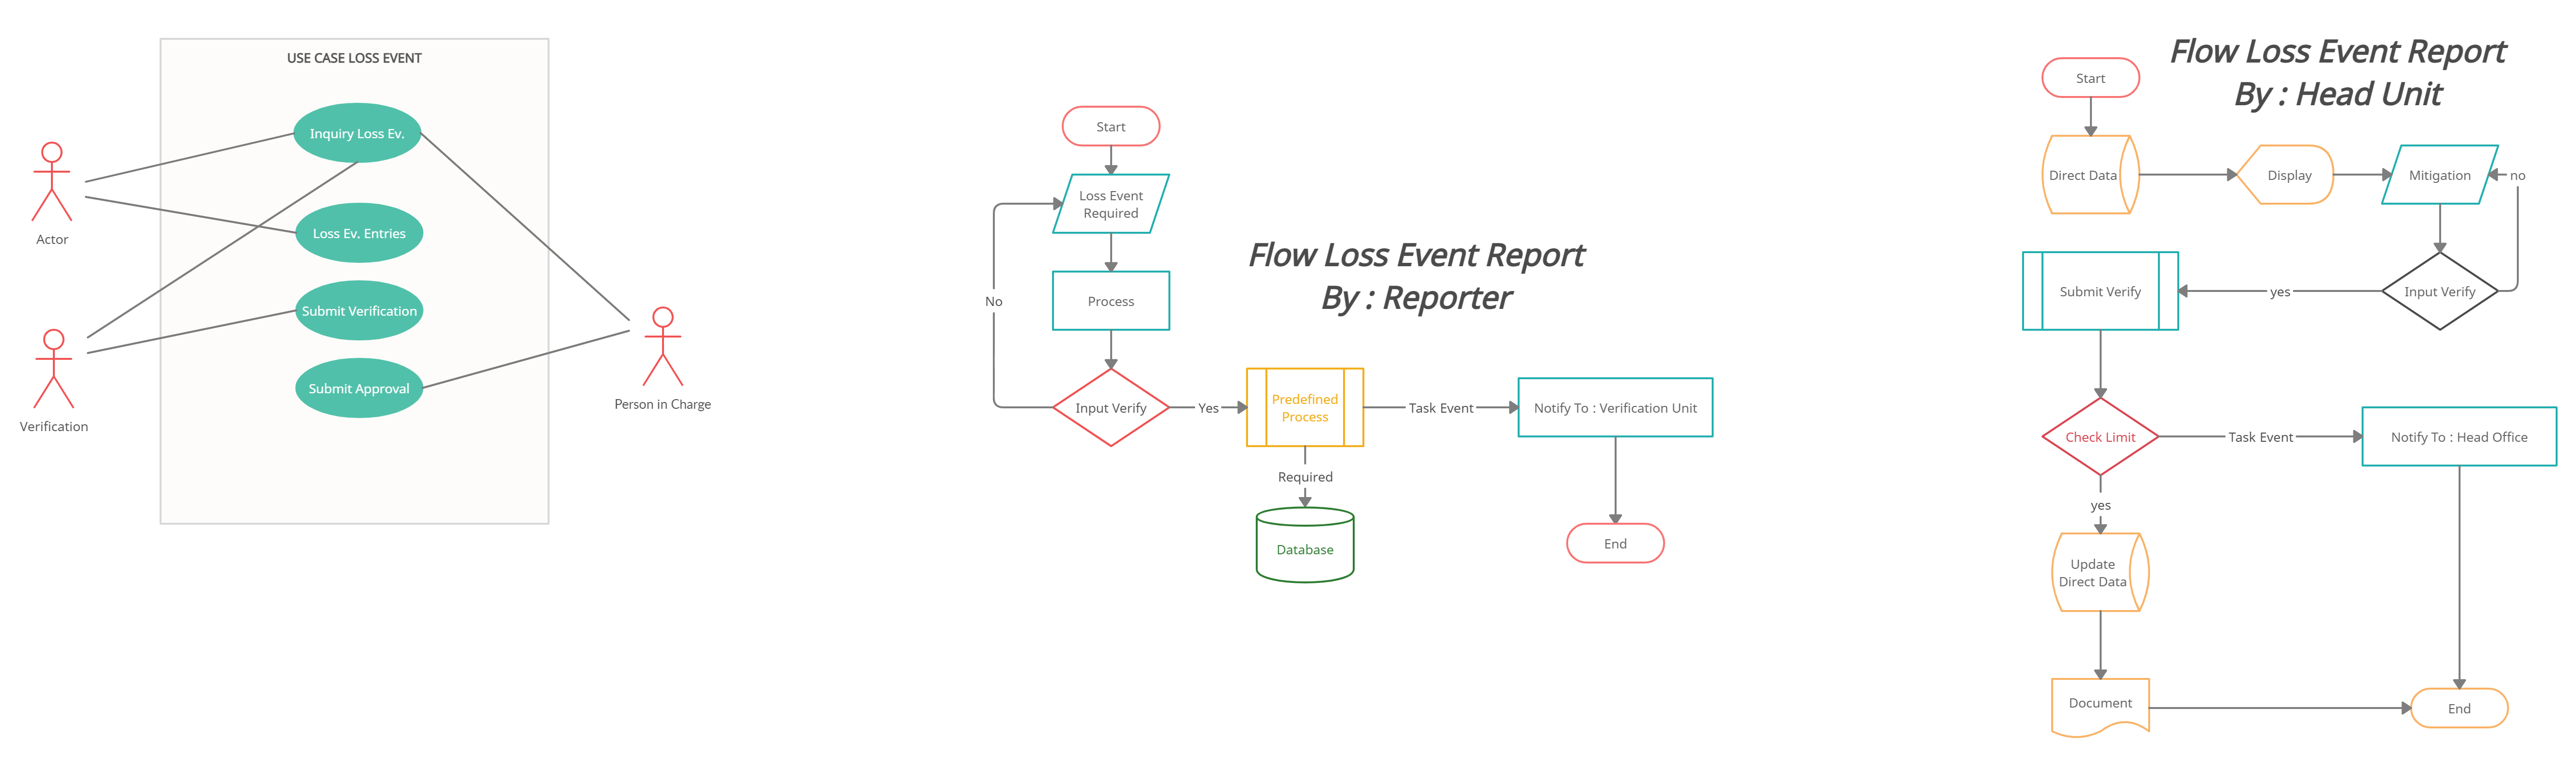 USE CASE LOSS EVENT
Inquiry Loss Ev.
Loss Ev. Entries
Submit Verification
Submit Approval
Actor
Verification
Person in Charge
Flow Loss Event Report
By : Reporter
Start
Loss Event
Required
Process
No
Input Verify
Yes
Predefined
Process
Task Event
Notify To : Verification Unit
Required
Database
End
Flow Loss Event Report
By : Head Unit
Start
Direct Data
Display
Mitigation
no
Input Verify
yes
Submit Verify
Check Limit
Task Event
Notify To : Head Office
yes
Update
Direct Data
Document
End